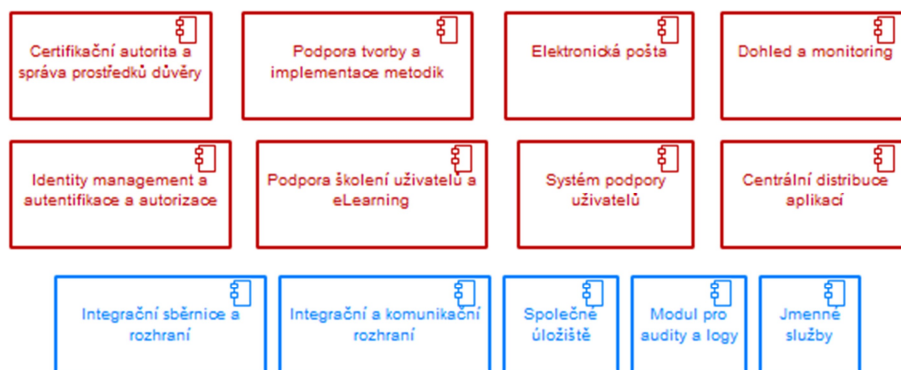 Certifikační autorita a
správa prostředků důvěry
Podpora tvorby a
implementace metodik
Elektronická pošta
Dohled a monitoring
Identity management a
autentifikace a autorizace
Podpora školení uživatelů a
eLearning
Systém podpory
uživatelů
Centrální distribuce
aplikací
Integrační sběrnice a
rozhraní
Integrační a komunikační
rozhraní
Společné
úložiště
Modul pro
audity a logy
Jmenné
služby